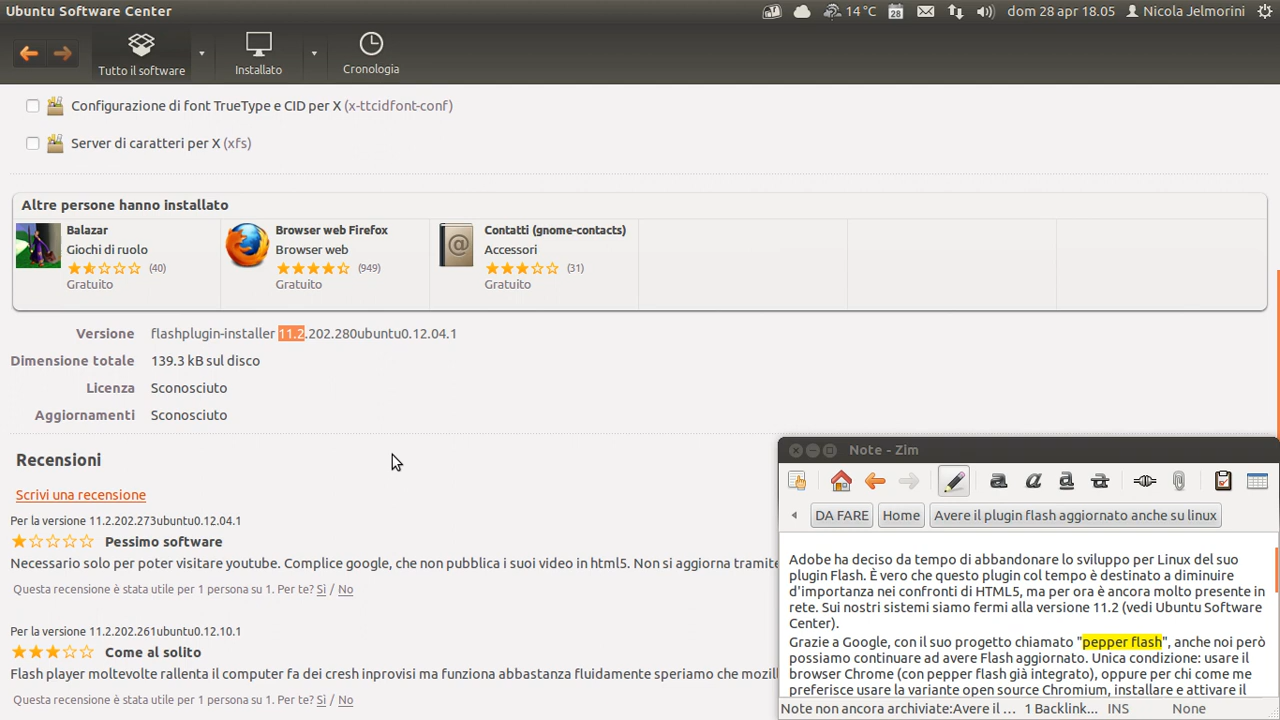 Ubuntu Software Center
14 °C
28
dom 28 apr 18.05
Nicola Jelmorini
Tutto il software
Installato
Cronologia
Configurazione di font TrueType e CID per X (x-ttcidfont-conf)
Server di caratteri per X (xfs)
Altre persone hanno installato
Balazar
Giochi di ruolo
(40)
Gratuito
Browser web Firefox
Browser web
(949)
Gratuito
Contatti (gnome-contacts)
Accessori
(31)
Gratuito
Versione flashplugin-installer 11.2.202.280ubuntu0.12.04.1
Dimensione totale 139.3 kB sul disco
Licenza Sconosciuto
Aggiornamenti Sconosciuto
Recensioni
Scrivi una recensione
Per la versione 11.2.202.273ubuntu0.12.04.1
Pessimo software
Necessario solo per poter visitare youtube. Complice google, che non pubblica i suoi video in html5. Non si aggiorna tramite
Questa recensione è stata utile per 1 persona su 1. Per te? Sì / No
Per la versione 11.2.202.261ubuntu0.12.10.1
Come al solito
Flash player moltevolte rallenta il computer fa dei cresh inprovisi ma funziona abbastanza fluidamente speriamo che mozill
Questa recensione è stata utile per 1 persona su 1. Per te? Sì / No
Note - Zim
DA FARE
Home
Avere il plugin flash aggiornato anche su linux
Adobe ha deciso da tempo di abbandonare lo sviluppo per Linux del suo
plugin Flash. È vero che questo plugin col tempo è destinato a diminuire
d'importanza nei confronti di HTML5, ma per ora è ancora molto presente in
rete. Sui nostri sistemi siamo fermi alla versione 11.2 (vedi Ubuntu Software
Center).
Grazie a Google, con il suo progetto chiamato "pepper flash", anche noi però
possiamo continuare ad avere Flash aggiornato. Unica condizione: usare il
browser Chrome (con pepper flash già integrato), oppure per chi come me
preferisce usare la variante open source Chromium, installare e attivare il
Note non ancora archiviate:Avere il ...
1 Backlink...
INS
None